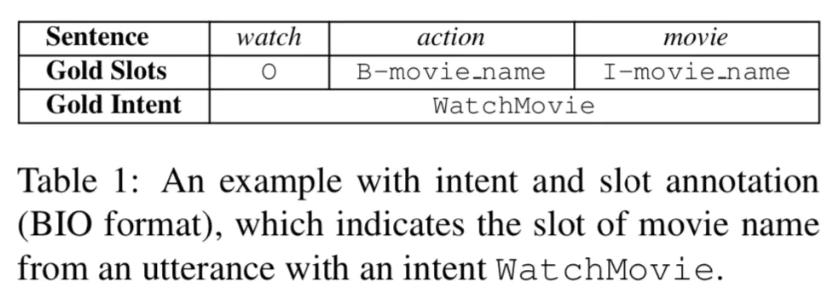 Sentence watch action movie
Gold Slots O B-movie_name I-movie_name
Gold Intent WatchMovie
Table 1: An example with intent and slot annotation
(BIO format), which indicates the slot of movie name
from an utterance with an intent WatchMovie.